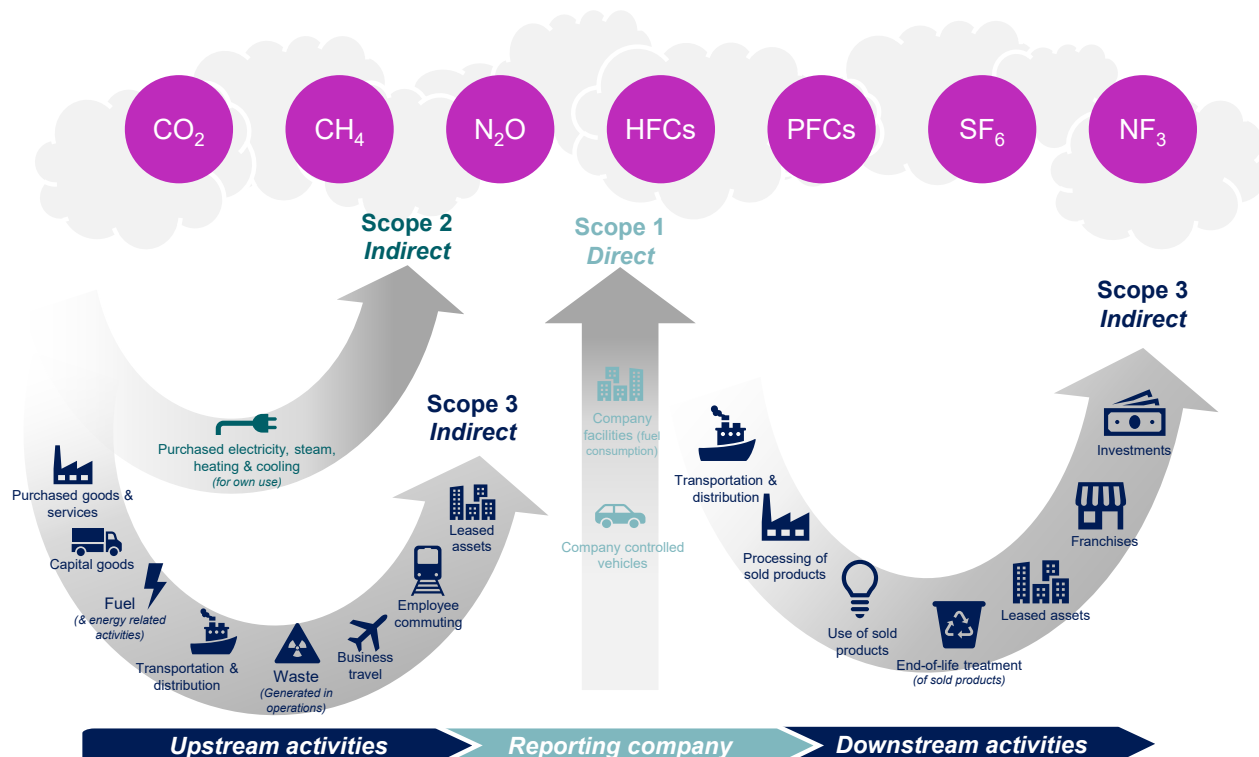 CO₂
CH₄
N₂O
HFCs
PFCs
SF₆
NF₃
Scope 2
Indirect
Scope 1
Direct
Scope 3
Indirect
Purchased electricity, steam,
heating & cooling
(for own use)
Scope 3
Indirect
Purchased goods &
services
Capital goods
Fuel
(& energy related
activities)
Transportation &
distribution
Waste
(Generated in
operations)
Business
travel
Employee
commuting
Leased
assets
Company
facilities (fuel
consumption)
Company controlled
vehicles
Transportation &
distribution
Processing of
sold products
Use of sold
products
End-of-life treatment
(of sold products)
Leased assets
Franchises
Investments
Upstream activities
Reporting company
Downstream activities